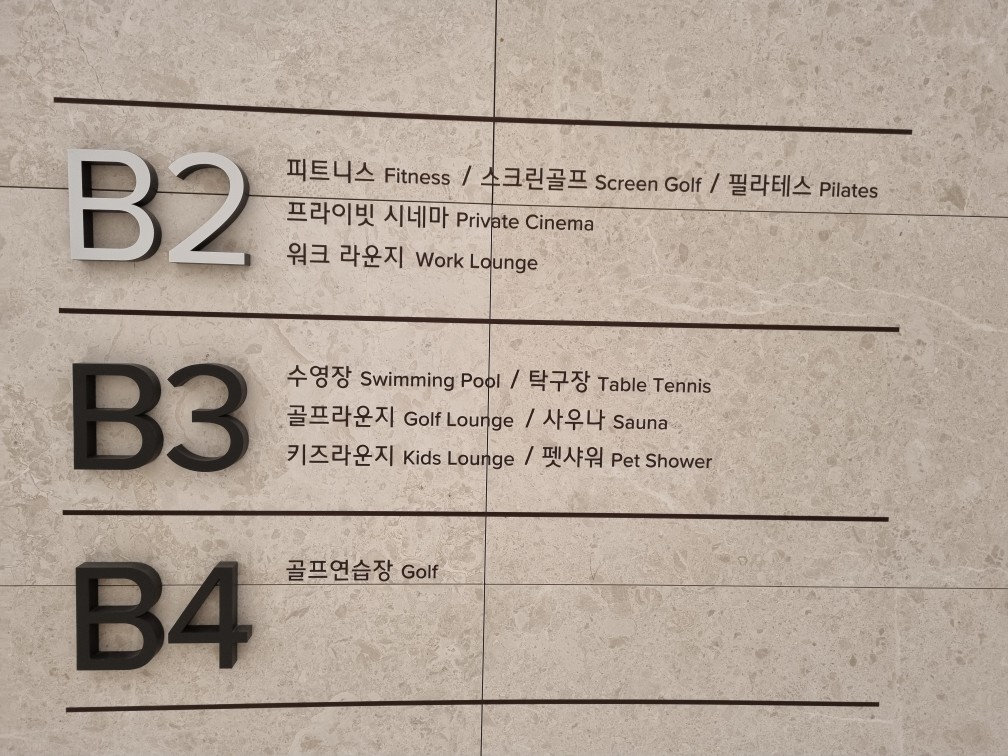 B2
피트니스 Fitness / 스크린골프 Screen Golf / 필라테스 Pilates
프라이빗 시네마 Private Cinema
워크 라운지 Work Lounge
B3
수영장 Swimming Pool / 탁구장 Table Tennis
골프라운지 Golf Lounge / 사우나 Sauna
키즈라운지 Kids Lounge / 펫샤워 Pet Shower
B4
골프연습장 Golf